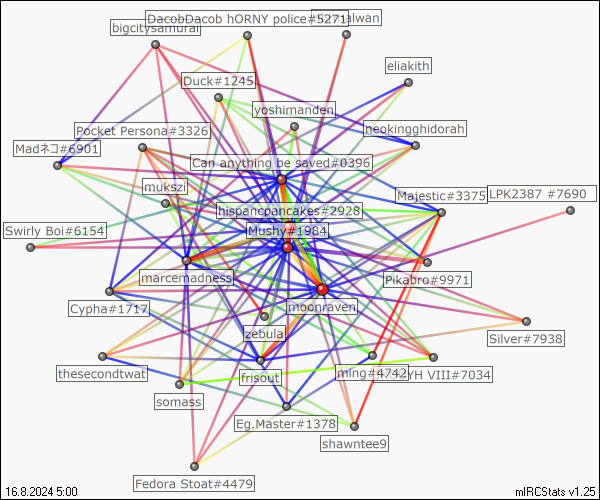 DacobDacob hORNY police#5271
bigcitysamurai
eliakith
Duck#1245
yoshimanden
neokingghidorah
Pocket Persona#3326
Madネコ#6901
Can anything be saved#0396
mukszi
Majestic#3375
LPK2387 #7690
hispancpancakes#2928
Swirly Boi#6154
Mushy#1984
marcemadness
Pikabro#9971
Cypha#1717
moonraven
zebula
Silver#7938
thesecondtwat
frisout
ming#4742
YH VIII#7034
somass
Eg.Master#1378
shawntee9
Fedora Stoat#4479
16.8.2024 5:00
mIRCStats v1.25